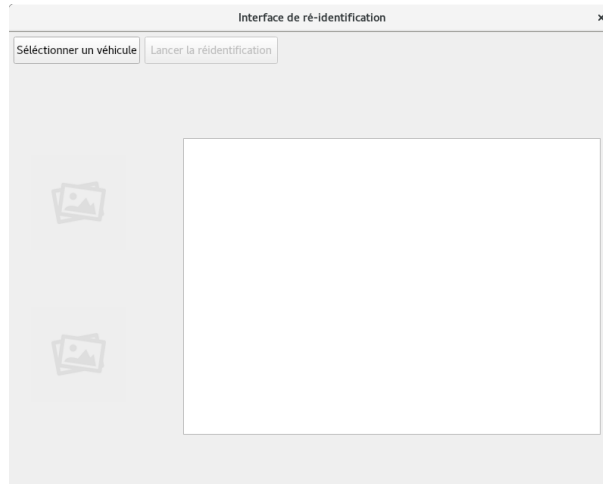 Interface de ré-identification
Séléctionner un véhicule Lancer la réidentification